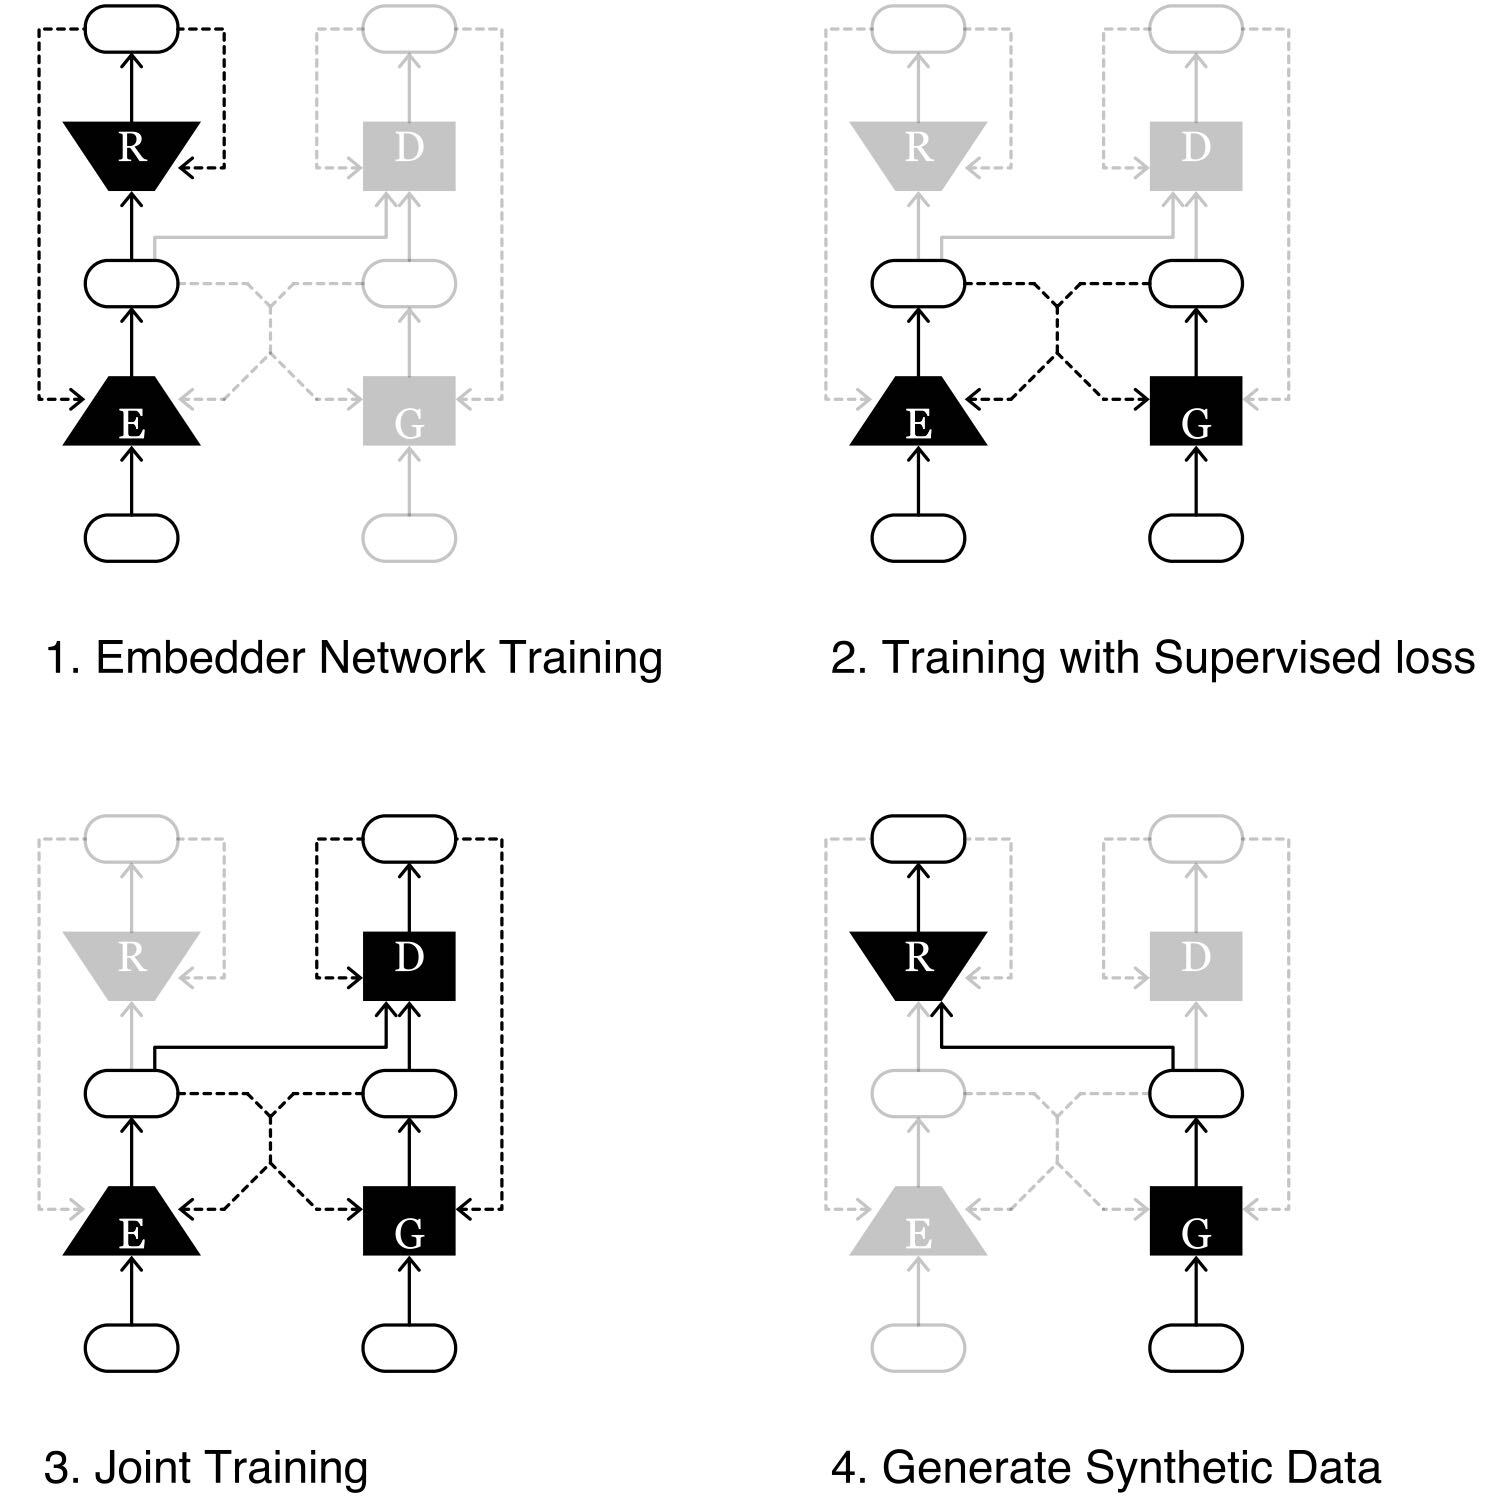 R
D
E
G
1. Embedder Network Training
R
D
E
G
2. Training with Supervised loss
R
D
E
G
3. Joint Training
R
D
E
G
4. Generate Synthetic Data